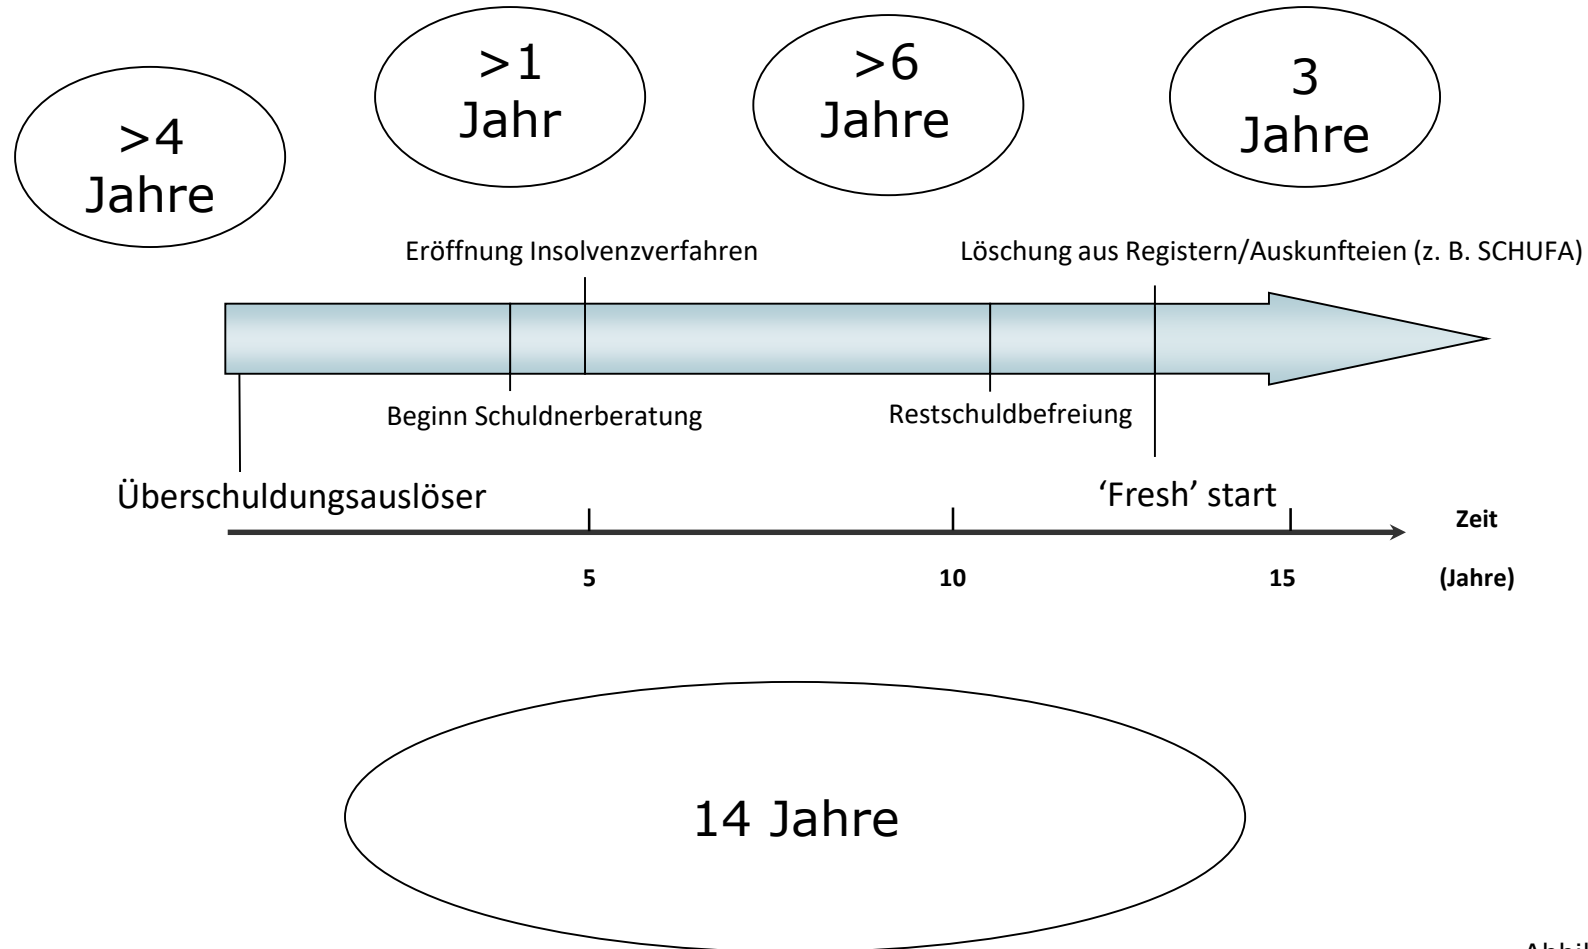 >1
Jahr
>6
Jahre
3
Jahre
>4
Jahre
Eröffnung Insolvenzverfahren
Löschung aus Registern/Auskunfteien (z. B. SCHUFA)
Beginn Schuldnerberatung
Restschuldbefreiung
Überschuldungsauslöser
‘Fresh’ start
Zeit
5
10
15
(Jahre)
14 Jahre